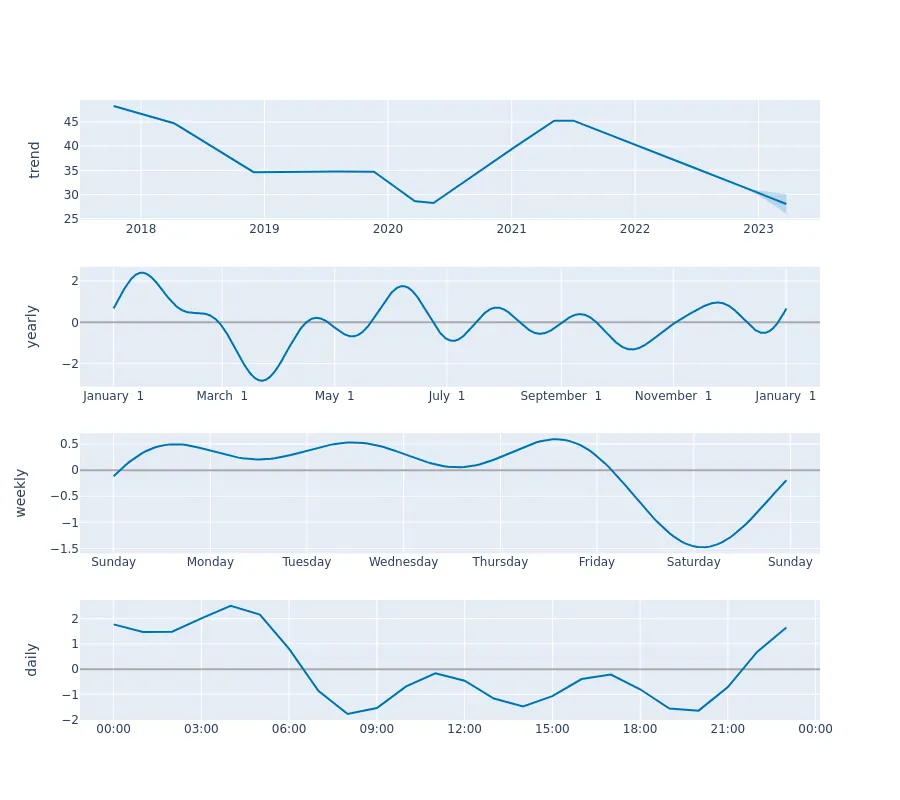 trend
45
40
35
30
25
2018 2019 2020 2021 2022 2023
yearly
2
0
−2
January 1 March 1 May 1 July 1 September 1 November 1 January 1
weekly
0.5
0
−0.5
−1
−1.5
Sunday Monday Tuesday Wednesday Thursday Friday Saturday Sunday
daily
2
1
0
−1
−2
00:00 03:00 06:00 09:00 12:00 15:00 18:00 21:00 00:00